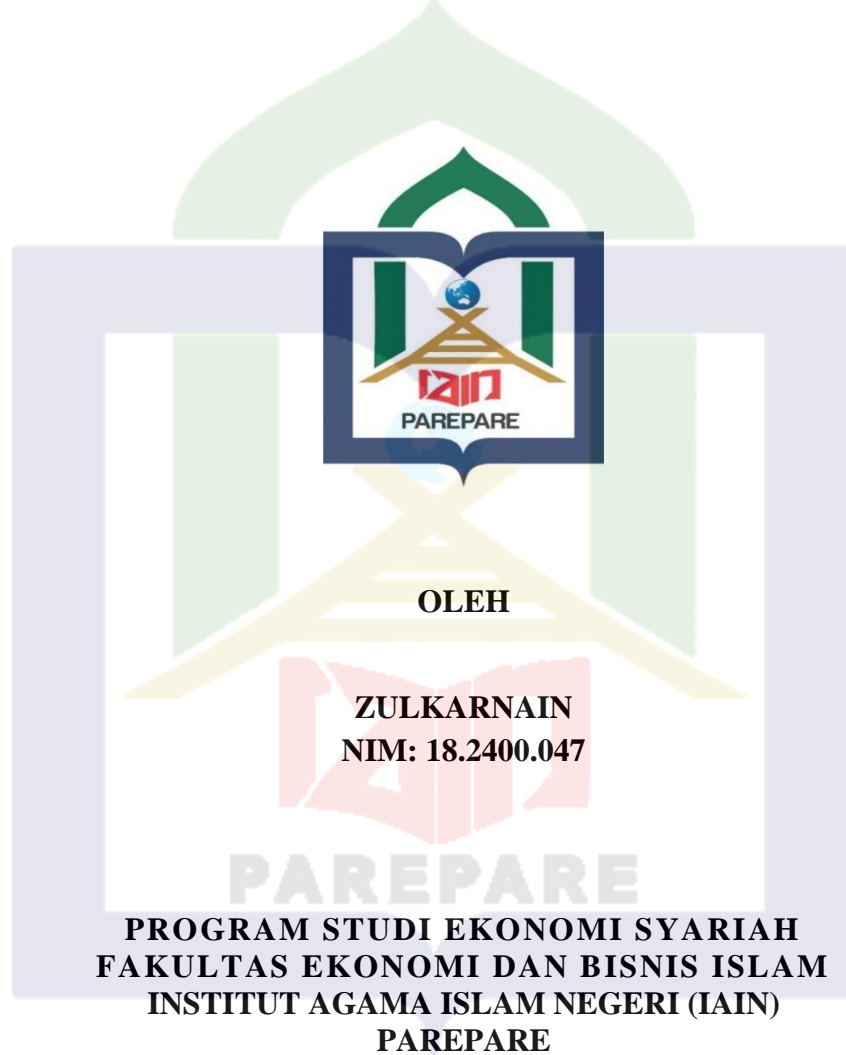 IAIN
PAREPARE
OLEH
ZULKARNAIN
NIM: 18.2400.047
IAIN
PAREPARE
PROGRAM STUDI EKONOMI SYARIAH
FAKULTAS EKONOMI DAN BISNIS ISLAM
INSTITUT AGAMA ISLAM NEGERI (IAIN)
PAREPARE